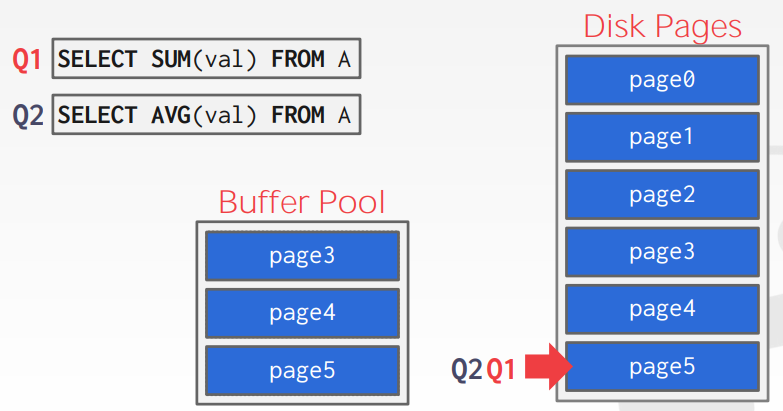 Disk Pages
Q1 SELECT SUM(val) FROM A
Q2 SELECT AVG(val) FROM A
page0
page1
page2
page3
page4
page5
Buffer Pool
page3
page4
page5
Q2 Q1